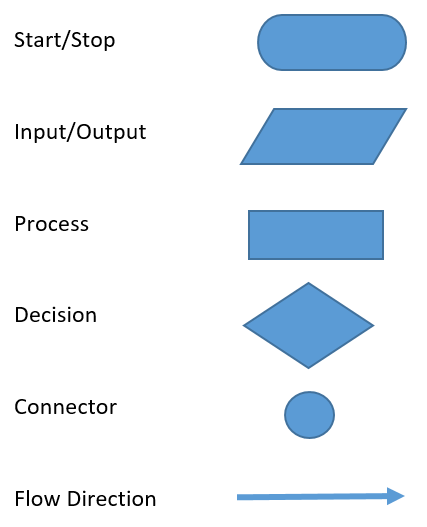 Start/Stop
Input/Output
Process
Decision
Connector
Flow Direction